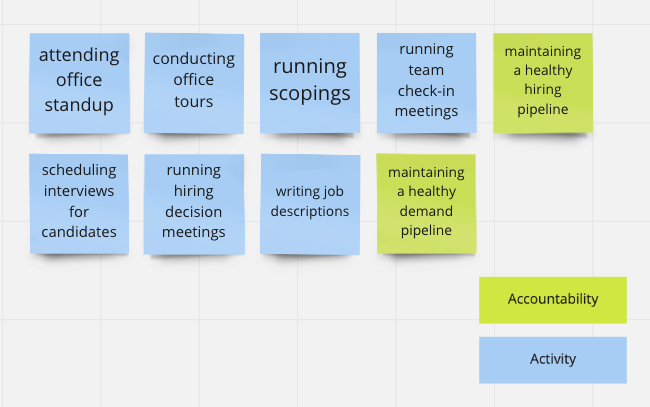 attending
office
standup
conducting
office
tours
running
scopings
running
team
check-in
meetings
maintaining
a healthy
hiring
pipeline
scheduling
interviews
for
candidates
running
hiring
decision
meetings
writing job
descriptions
maintaining
a healthy
demand
pipeline
Accountability
Activity